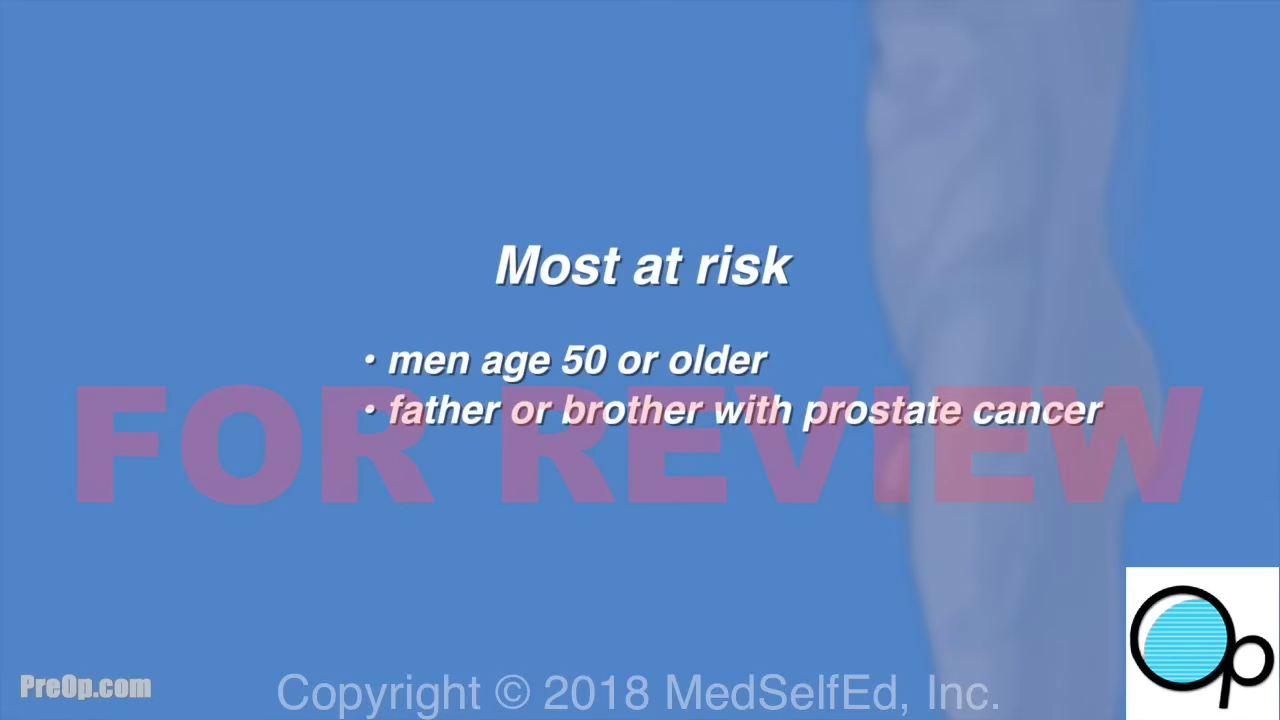 Most at risk
• men age 50 or older
• father or brother with prostate cancer
FOR REVIEW
PreOp.com
Copyright © 2018 MedSelfEd, Inc.
Op